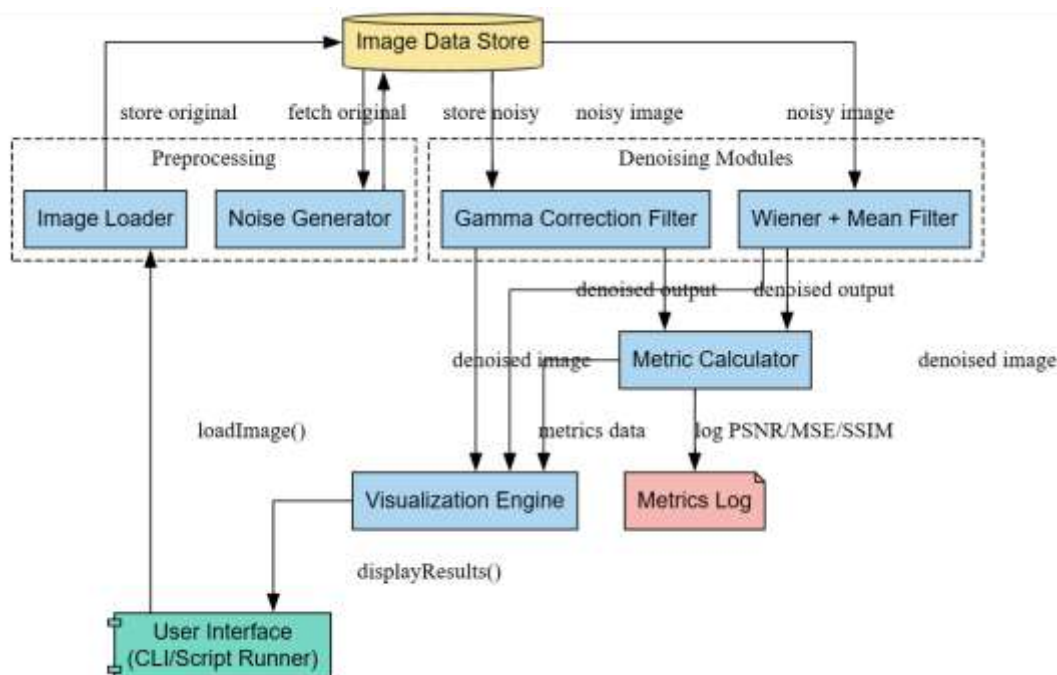 Image Data Store
store original
fetch original
store noisy
noisy image
noisy image
Preprocessing
Denoising Modules
Image Loader
Noise Generator
Gamma Correction Filter
Wiener + Mean Filter
denoised output
denoised output
denoised image
Metric Calculator
denoised image
loadImage()
metrics data
log PSNR/MSE/SSIM
Visualization Engine
Metrics Log
displayResults()
User Interface
(CLI/Script Runner)